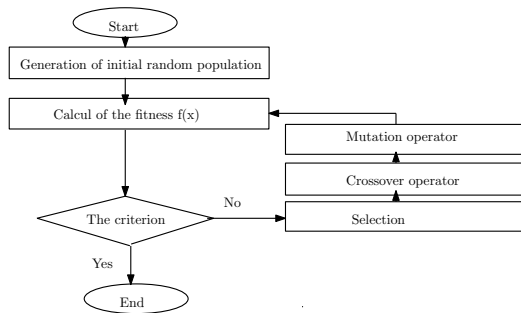 Start
Generation of initial random population
Calcul of the fitness f(x)
Mutation operator
Crossover operator
The criterion
No
Selection
Yes
End